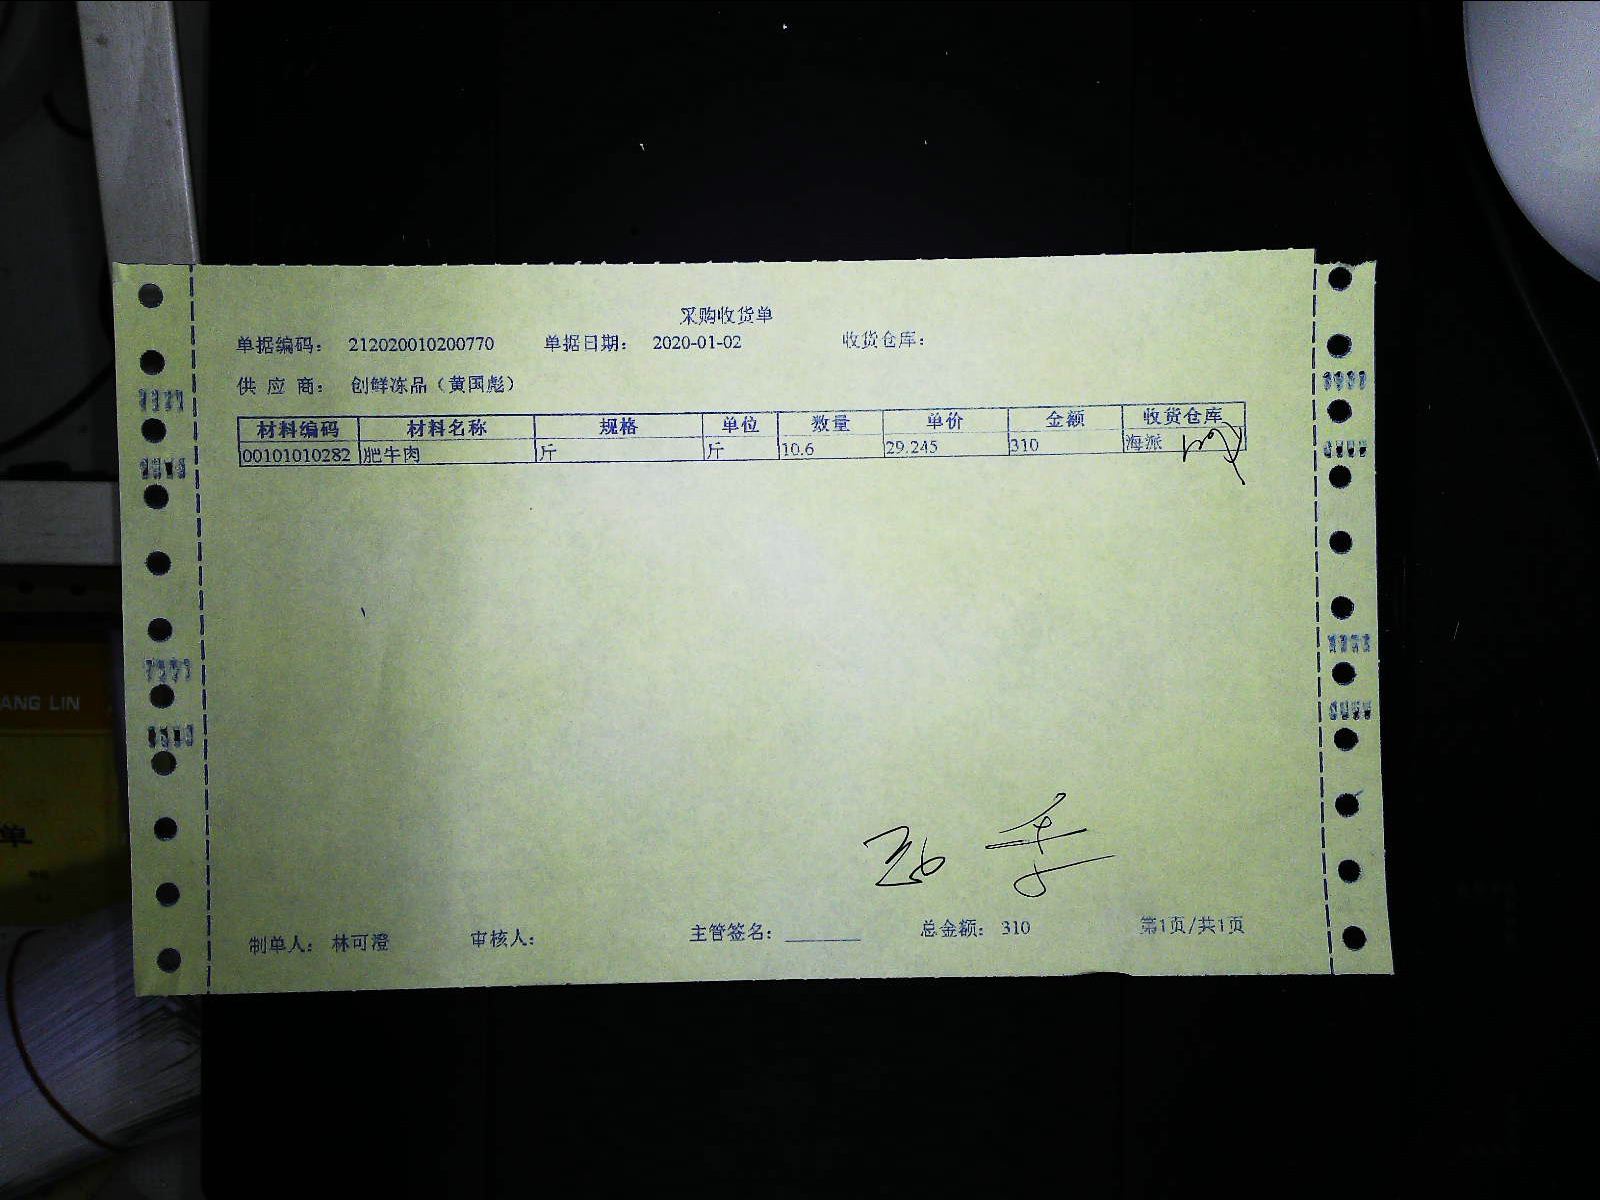 采购收货单
单据编码： 212020010200770 单据日期： 2020-01-02 收货仓库：
供 应 商： 创鲜冻品（黄国彪）
材料编码 材料名称 规格 单位 数量 单价 金额 收货仓库
00101010282 肥牛肉 斤 斤 10.6 29.245 310 海派
制单人： 林可澄 审核人： 主管签名： 总金额： 310 第1页/共1页
ANG LIN
单